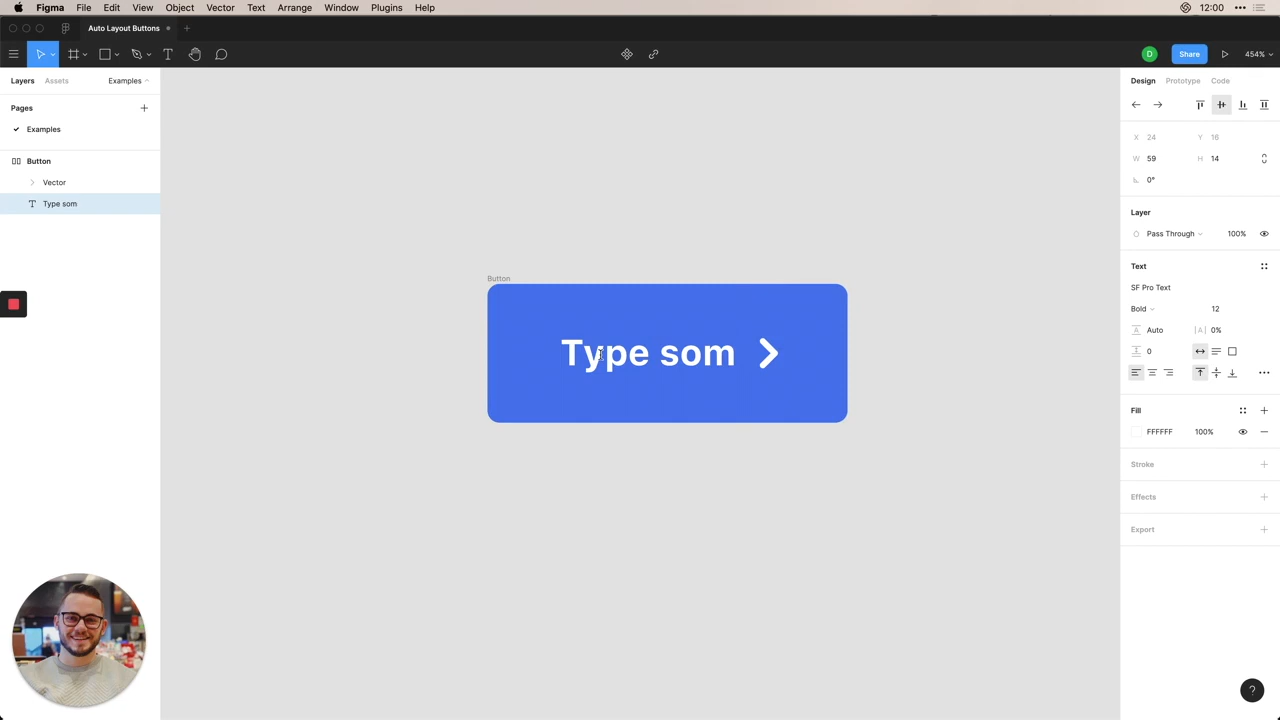 Figma File Edit View Object Vector Text Arrange Window Plugins Help 12:00
Auto Layout Buttons
D Share 454%
Layers Assets Examples
Pages
Examples
Button
Vector
Type som
Button
Type som
Design Prototype Code
X 24 Y 16
W 59 H 14
0°
Layer
Pass Through 100%
Text
SF Pro Text
Bold 12
A Auto |A| 0%
0
Fill
FFFFFF 100%
Stroke
Effects
Export
?